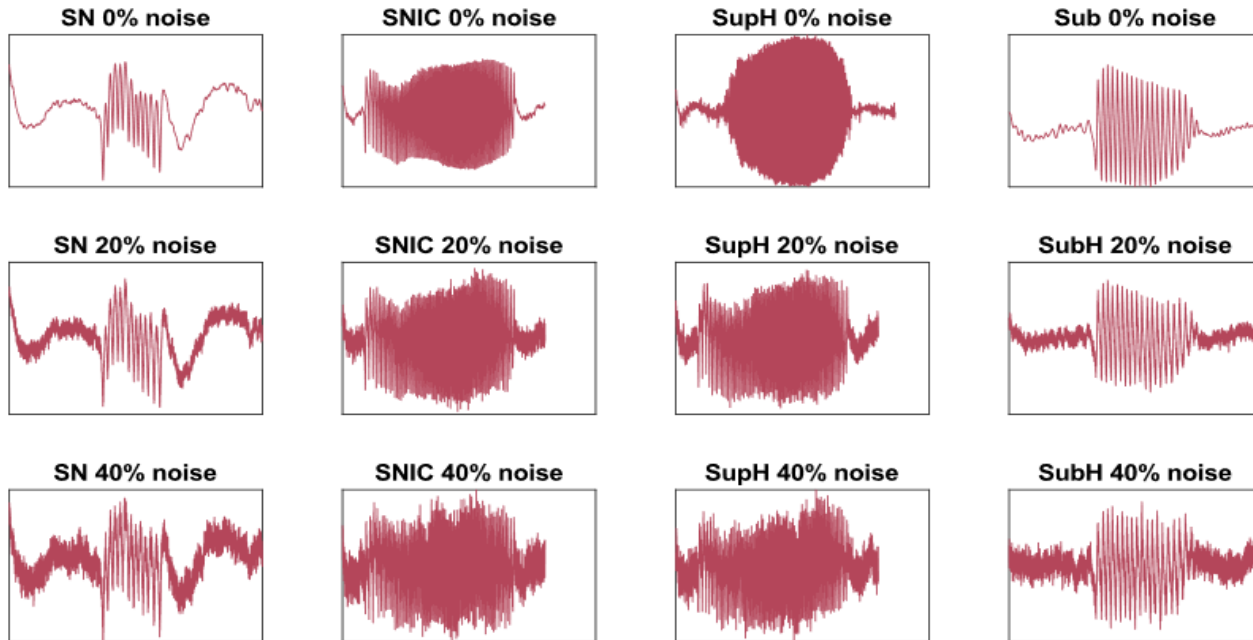 SN 0% noise
SNIC 0% noise
SupH 0% noise
Sub 0% noise
SN 20% noise
SNIC 20% noise
SupH 20% noise
SubH 20% noise
SN 40% noise
SNIC 40% noise
SupH 40% noise
SubH 40% noise